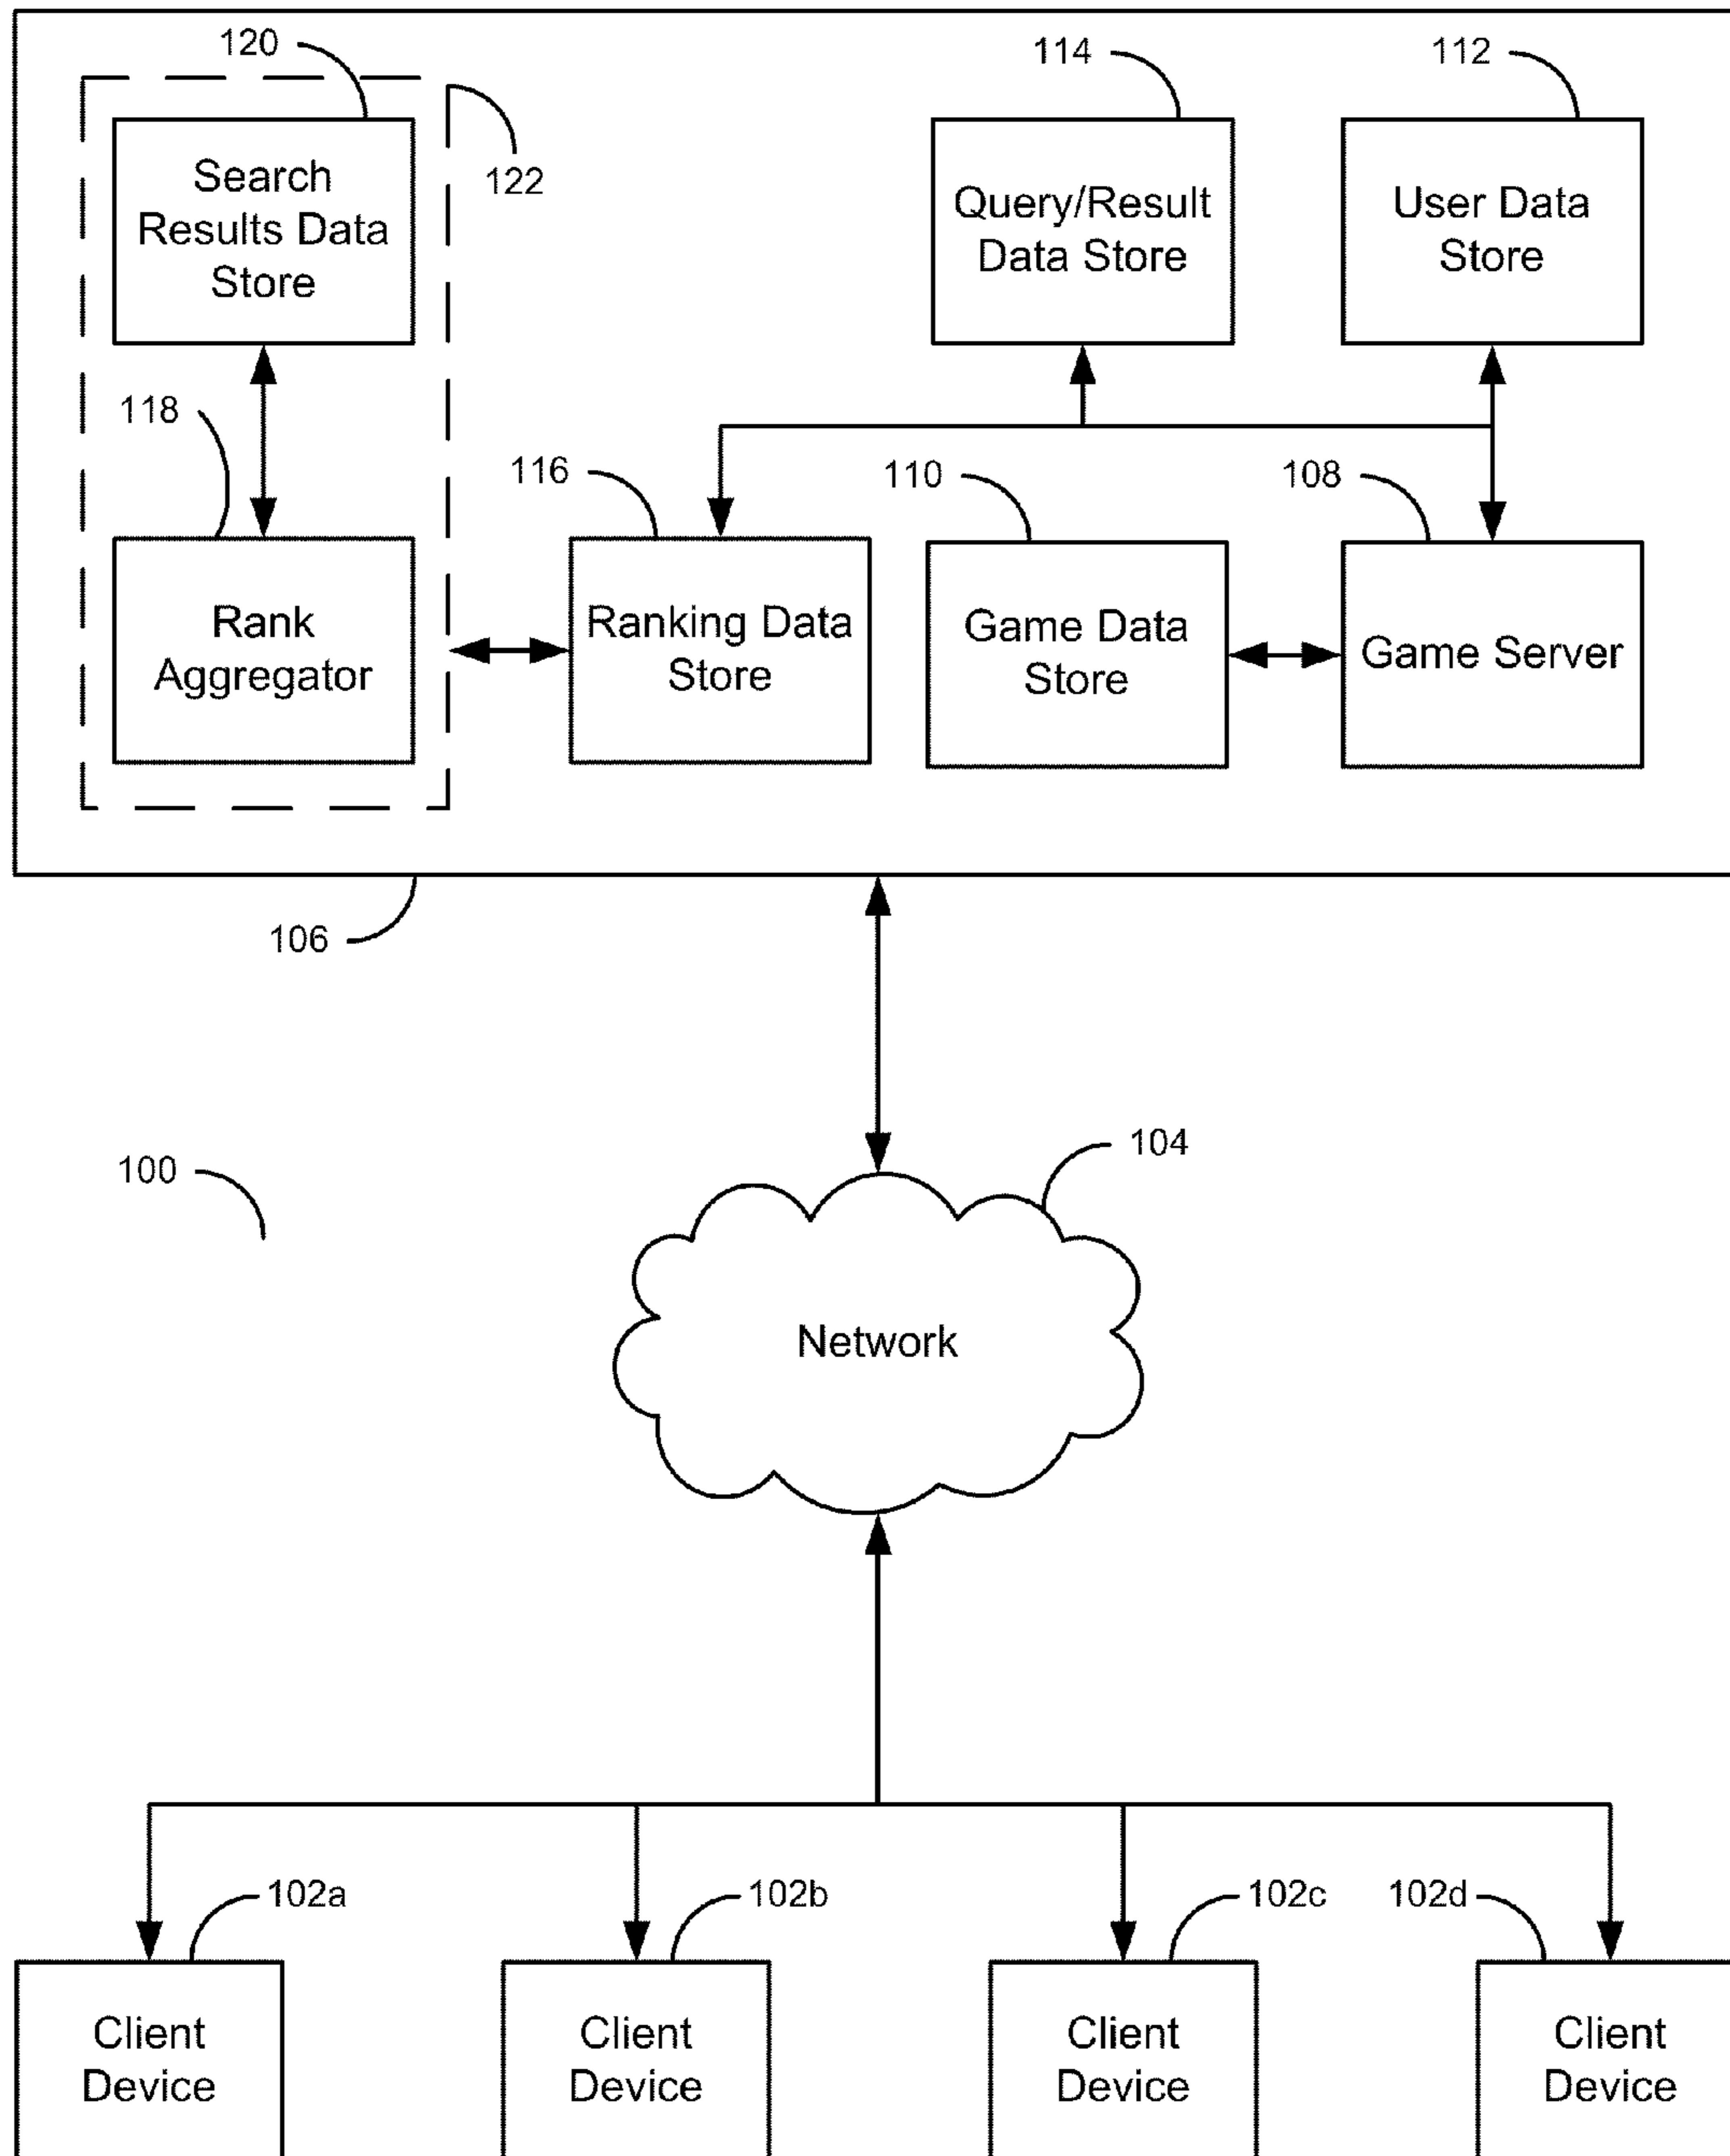 120
114
112
122
Search
Results Data
Store
Query/Result
Data Store
User Data
Store
118
116
110
108
Rank
Aggregator
Ranking Data
Store
Game Data
Store
Game Server
106
104
100
Network
102a
102b
102c
102d
Client
Device
Client
Device
Client
Device
Client
Device